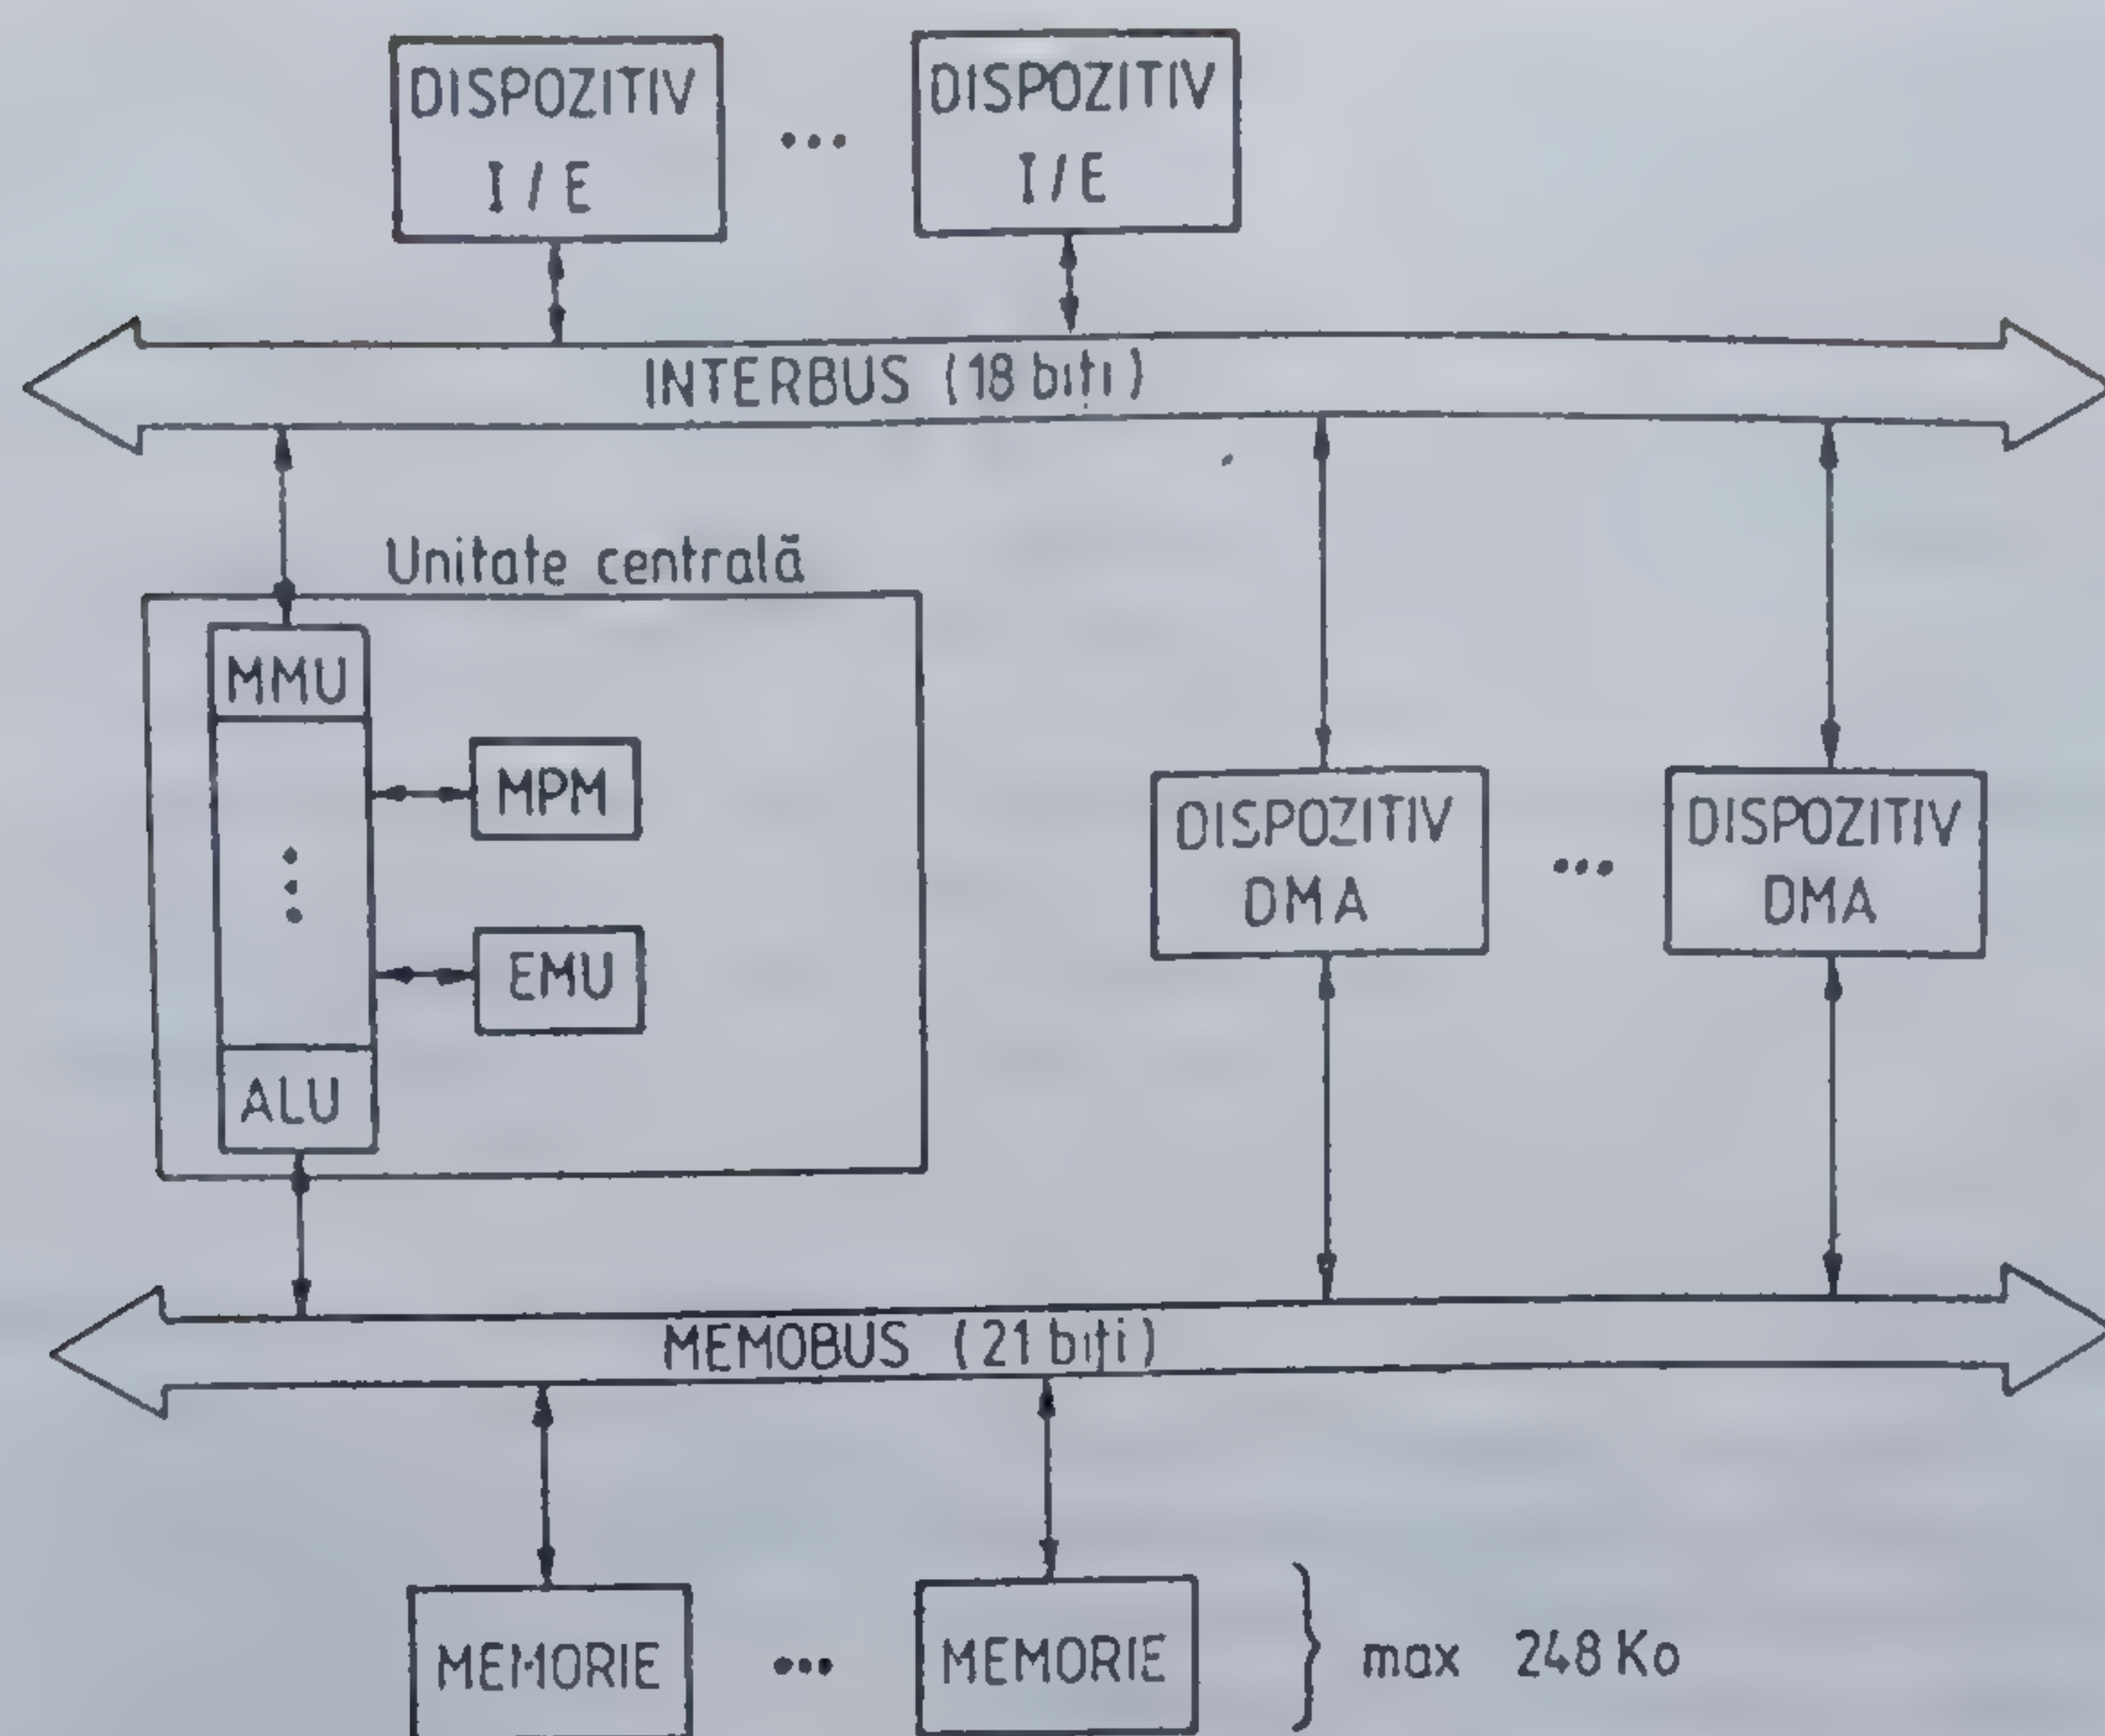 DISPOZITIV
I/E
DISPOZITIV
I/E
INTERBUS (18 biți)
Unitate centrală
MMU
MPM
EMU
ALU
DISPOZITIV
DMA
DISPOZITIV
DMA
MEMOBUS (21 biți)
MEMORIE
MEMORIE
max 248 Ko